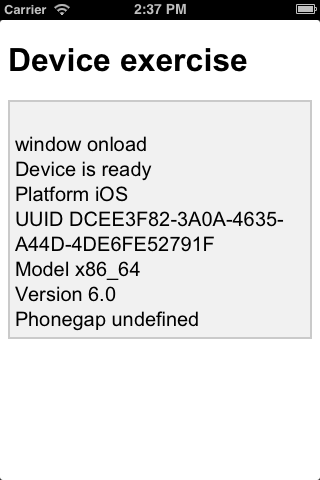 Carrier 2:37 PM
Device exercise
window onload
Device is ready
Platform iOS
UUID DCEE3F82-3A0A-4635-
A44D-4DE6FE52791F
Model x86_64
Version 6.0
Phonegap undefined